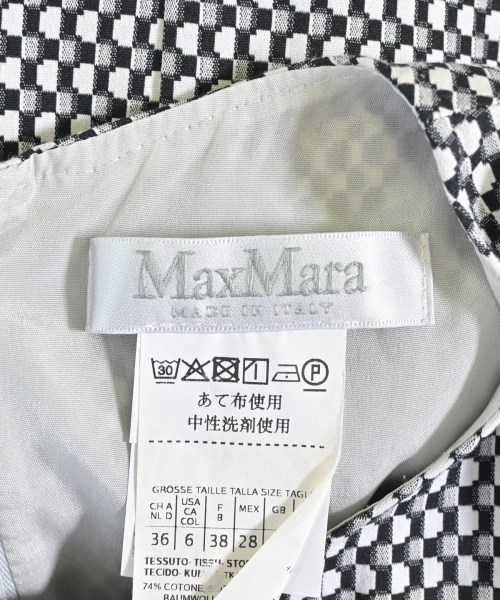 MaxMara
MADE IN ITALY
30 P
あて布使用
中性洗剤使用
GROSSE TAILLE TALLA SIZE
CH A NL D USA CA COL F B MEX GB
36 6 38 28
TESSUTO-
TECIDO-
74% COTONE,